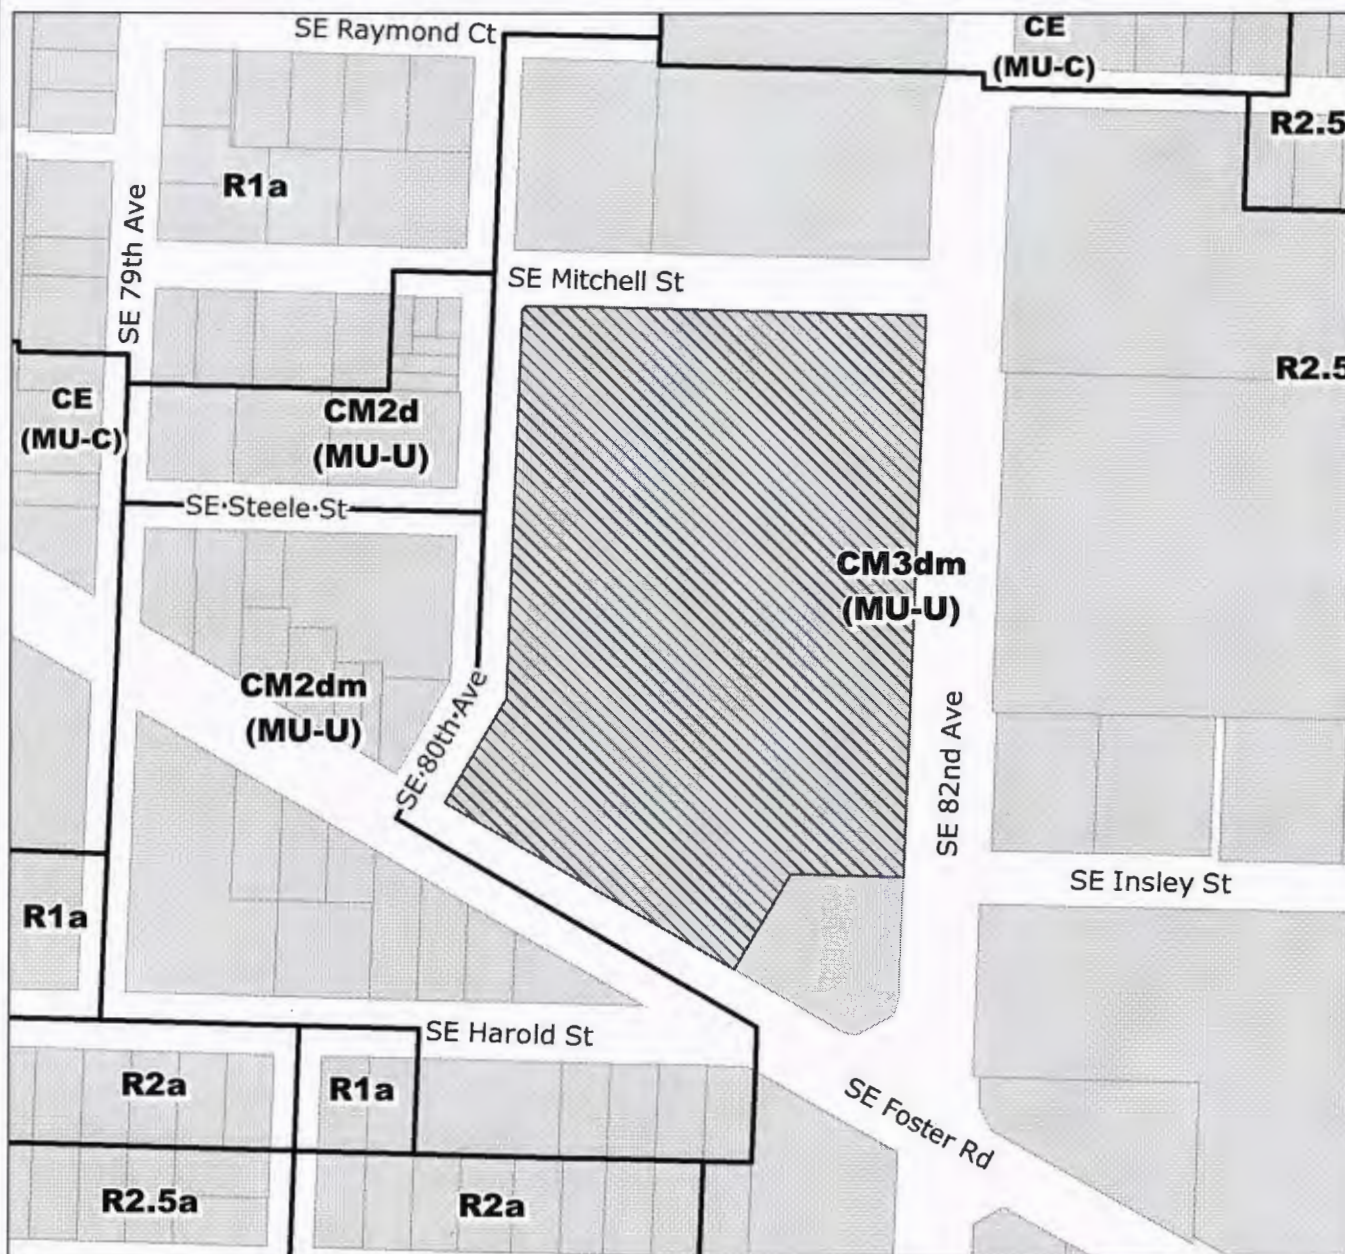 SE Raymond Ct
CE
(MU-C)
R2.5
R1a
SE 79th Ave
SE Mitchell St
R2.5
CE
(MU-C)
CM2d
(MU-U)
SE Steele St
CM3dm
(MU-U)
CM2dm
(MU-U)
SE 80th Ave
SE 82nd Ave
SE Insley St
R1a
SE Harold St
R2a
R1a
SE Foster Rd
R2.5a
R2a